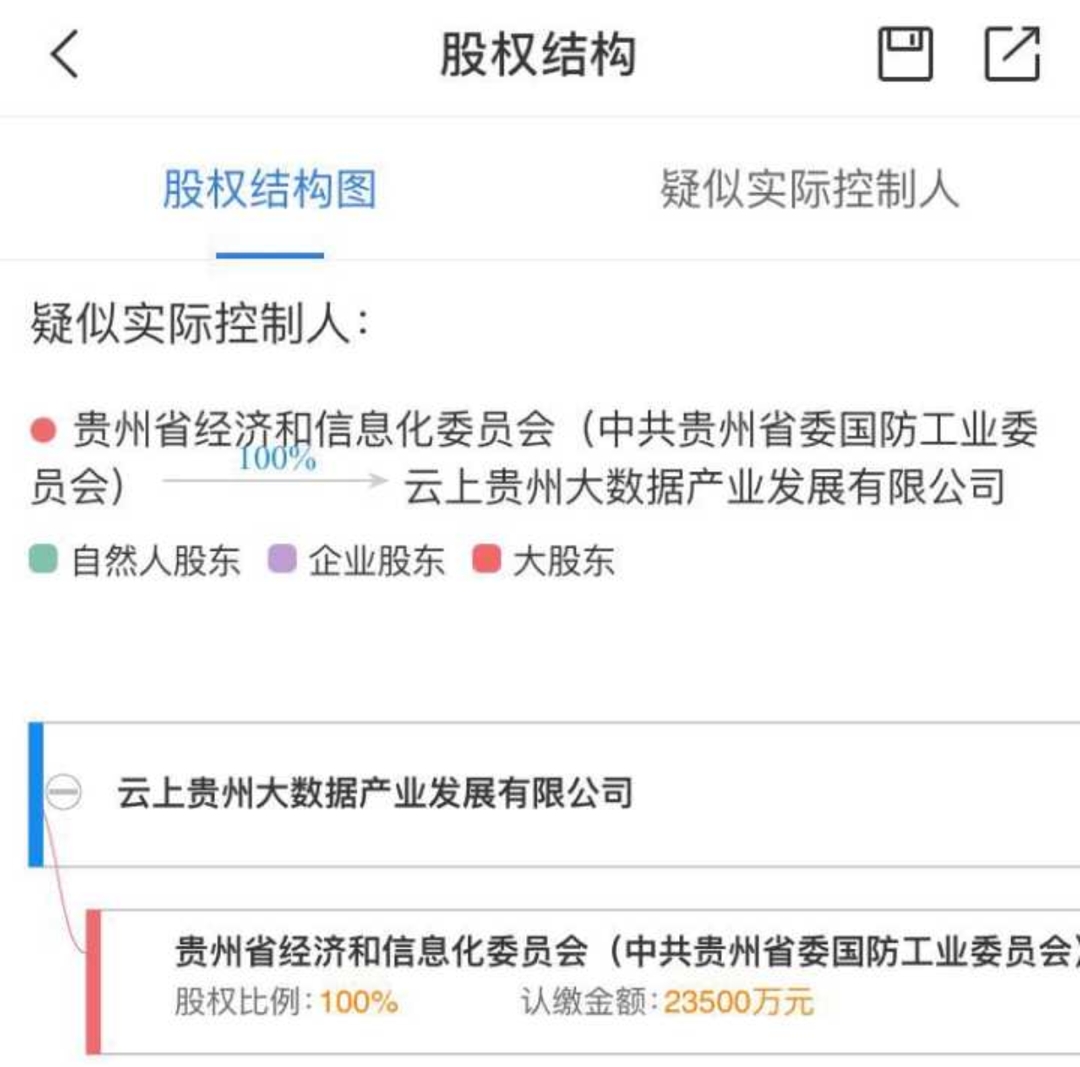 股权结构
股权结构图 疑似实际控制人
疑似实际控制人：
贵州省经济和信息化委员会（中共贵州省委国防工业委
100%
员会） 云上贵州大数据产业发展有限公司
自然人股东 企业股东 大股东
云上贵州大数据产业发展有限公司
贵州省经济和信息化委员会（中共贵州省委国防工业委员会）
股权比例：100% 认缴金额：23500万元